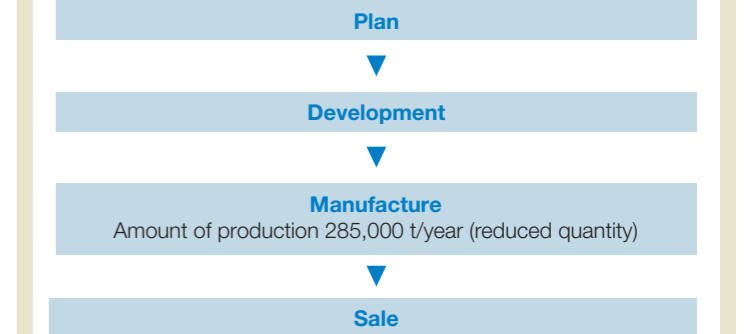 Plan
Development
Manufacture
Amount of production 285,000 t/year (reduced quantity)
Sale